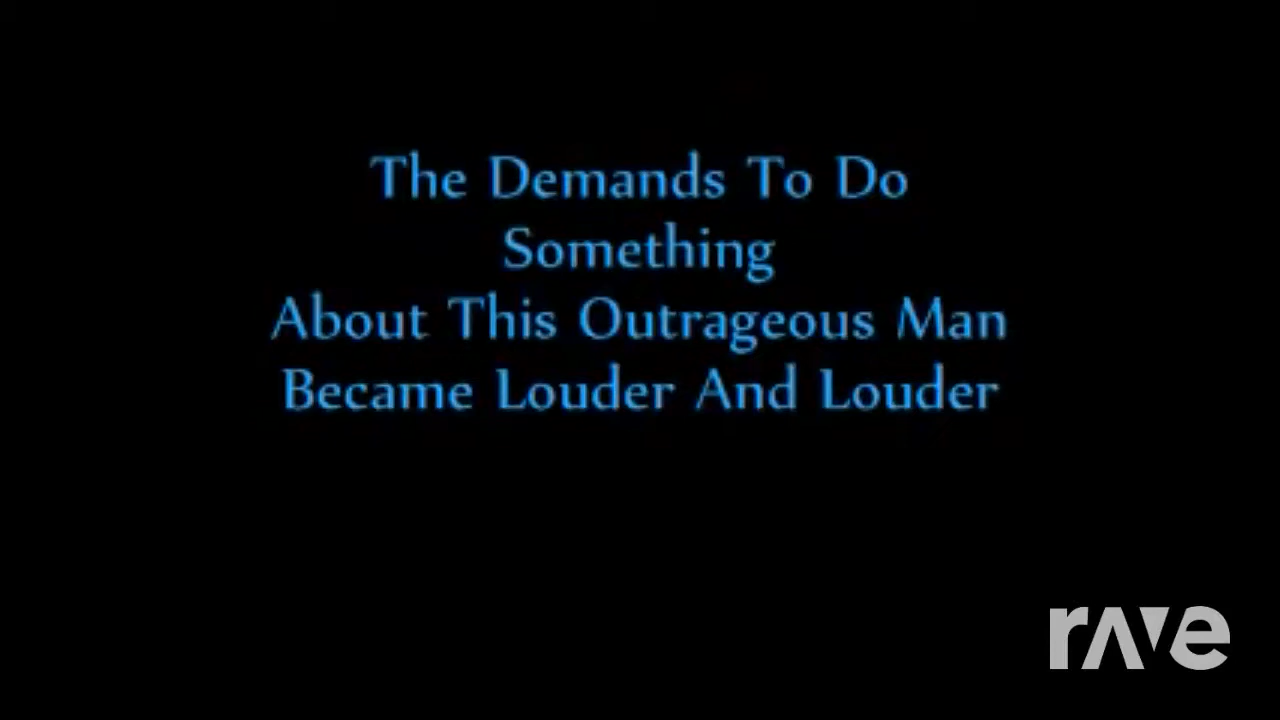 The Demands To Do
Something
About This Outrageous Man
Became Louder And Louder
rave